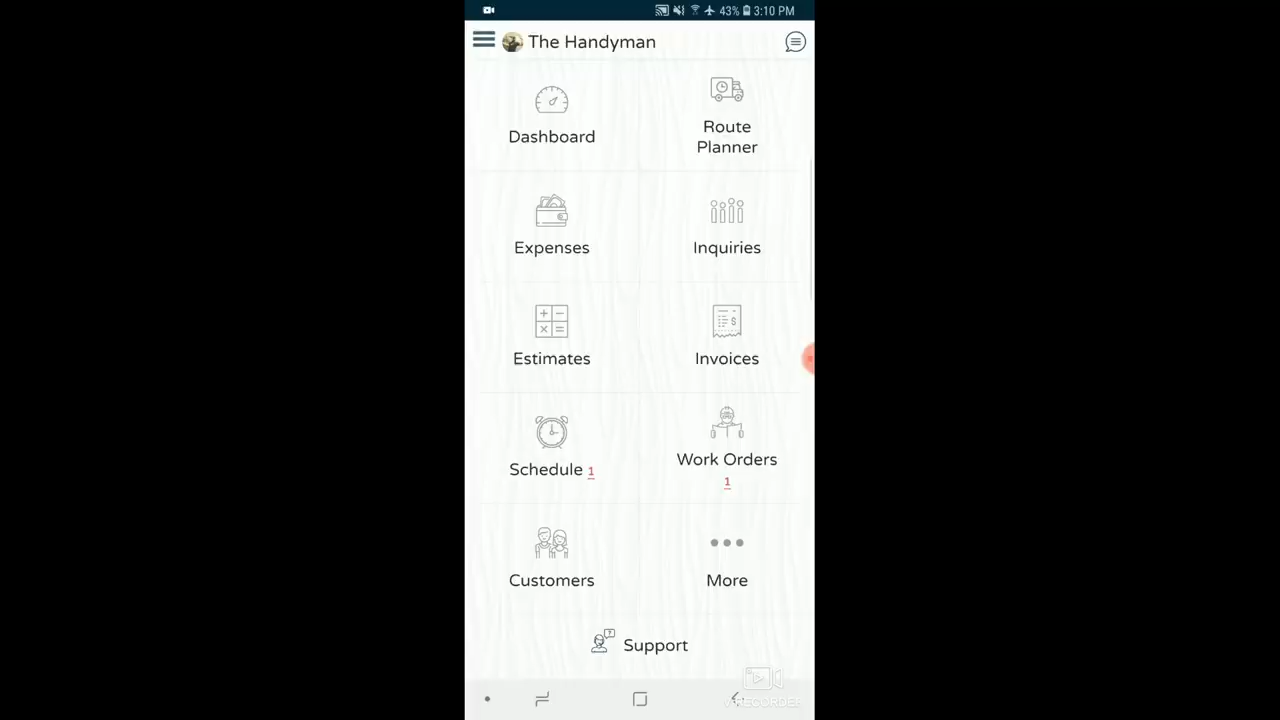 43% 3:10 PM
The Handyman
Dashboard
Route
Planner
Expenses
Inquiries
Estimates
Invoices
Schedule 1
Work Orders
1
Customers
More
Support
VRECORDER